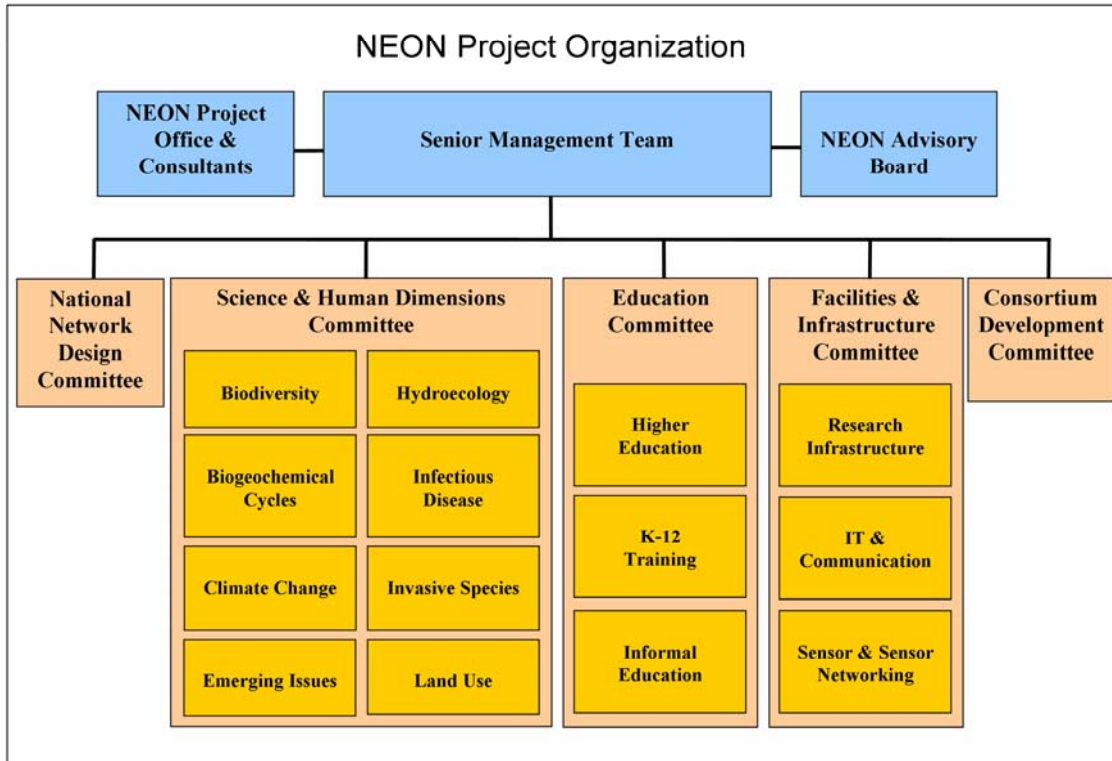 NEON Project Organization
NEON Project
Office &
Consultants
Senior Management Team
NEON Advisory
Board
National
Network
Design
Committee
Science & Human Dimensions
Committee
Biodiversity
Hydroecology
Biogeochemical
Cycles
Infectious
Disease
Climate Change
Invasive Species
Emerging Issues
Land Use
Education
Committee
Higher
Education
K-12
Training
Informal
Education
Facilities &
Infrastructure
Committee
Research
Infrastructure
IT &
Communication
Sensor & Sensor
Networking
Consortium
Development
Committee